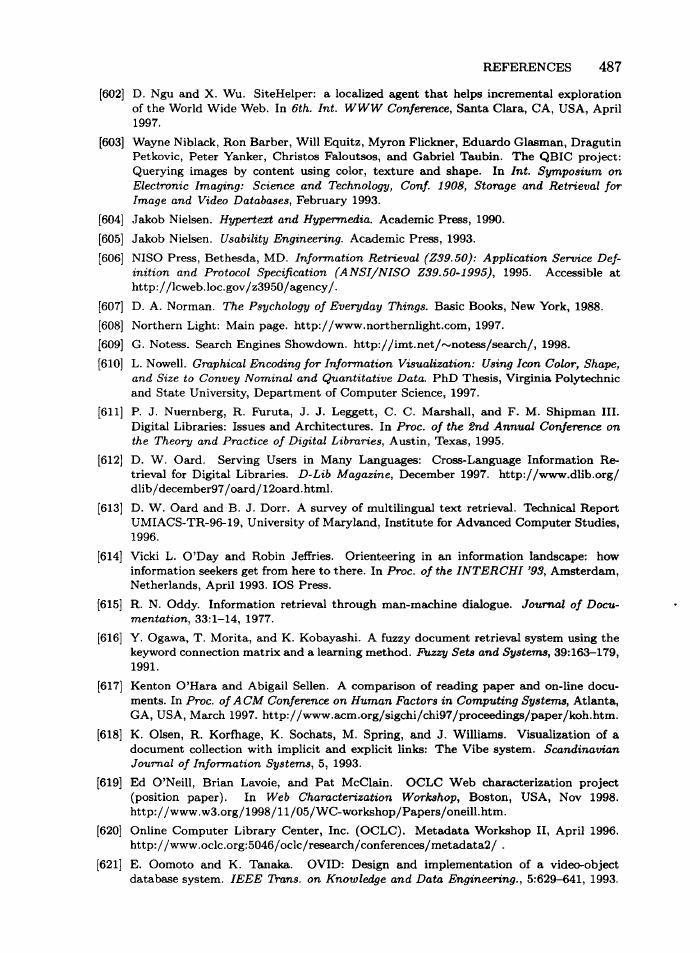 REFERENCES 487
[602] D. Ngu and X. Wu. SiteHelper: a localized agent that helps incremental exploration
of the World Wide Web. In 6th. Int. WWW Conference, Santa Clara, CA, USA, April
1997.
[603] Wayne Niblack, Ron Barber, Will Equitz, Myron Flickner, Eduardo Glasman, Dragutin
Petkovic, Peter Yanker, Christos Faloutsos, and Gabriel Taubin. The QBIC project:
Querying images by content using color, texture and shape. In Int. Symposium on
Electronic Imaging: Science and Technology, Conf. 1908, Storage and Retrieval for
Image and Video Databases, February 1993.
[604] Jakob Nielsen. Hypertext and Hypermedia. Academic Press, 1990.
[605] Jakob Nielsen. Usability Engineering. Academic Press, 1993.
[606] NISO Press, Bethesda, MD. Information Retrieval (Z39.50): Application Service Def-
inition and Protocol Specification (ANSI/NISO Z39.50-1995), 1995. Accessible at
http://lcweb.loc.gov/z3950/agency/.
[607] D. A. Norman. The Psychology of Everyday Things. Basic Books, New York, 1988.
[608] Northern Light: Main page. http://www.northernlight.com, 1997.
[609] G. Notess. Search Engines Showdown. http://imt.net/~notess/search/, 1998.
[610] L. Nowell. Graphical Encoding for Information Visualization: Using Icon Color, Shape,
and Size to Convey Nominal and Quantitative Data. PhD Thesis, Virginia Polytechnic
and State University, Department of Computer Science, 1997.
[611] P. J. Nuernberg, R. Furuta, J. J. Leggett, C. C. Marshall, and F. M. Shipman III.
Digital Libraries: Issues and Architectures. In Proc. of the 2nd Annual Conference on
the Theory and Practice of Digital Libraries, Austin, Texas, 1995.
[612] D. W. Oard. Serving Users in Many Languages: Cross-Language Information Re-
trieval for Digital Libraries. D-Lib Magazine, December 1997. http://www.dlib.org/
dlib/december97/oard/12oard.html.
[613] D. W. Oard and B. J. Dorr. A survey of multilingual text retrieval. Technical Report
UMIACS-TR-96-19, University of Maryland, Institute for Advanced Computer Studies,
1996.
[614] Vicki L. O'Day and Robin Jeffries. Orienteering in an information landscape: how
information seekers get from here to there. In Proc. of the INTERCHI '93, Amsterdam,
Netherlands, April 1993. IOS Press.
[615] R. N. Oddy. Information retrieval through man-machine dialogue. Journal of Docu-
mentation, 33:1–14, 1977.
[616] Y. Ogawa, T. Morita, and K. Kobayashi. A fuzzy document retrieval system using the
keyword connection matrix and a learning method. Fuzzy Sets and Systems, 39:163–179,
1991.
[617] Kenton O'Hara and Abigail Sellen. A comparison of reading paper and on-line docu-
ments. In Proc. of ACM Conference on Human Factors in Computing Systems, Atlanta,
GA, USA, March 1997. http://www.acm.org/sigchi/chi97/proceedings/paper/koh.htm.
[618] K. Olsen, R. Korfhage, K. Sochats, M. Spring, and J. Williams. Visualization of a
document collection with implicit and explicit links: The Vibe system. Scandinavian
Journal of Information Systems, 5, 1993.
[619] Ed O'Neill, Brian Lavoie, and Pat McClain. OCLC Web characterization project
(position paper). In Web Characterization Workshop, Boston, USA, Nov 1998.
http://www.w3.org/1998/11/05/WC-workshop/Papers/oneill.htm.
[620] Online Computer Library Center, Inc. (OCLC). Metadata Workshop II, April 1996.
http://www.oclc.org:5046/oclc/research/conferences/metadata2/ .
[621] E. Oomoto and K. Tanaka. OVID: Design and implementation of a video-object
database system. IEEE Trans. on Knowledge and Data Engineering., 5:629–641, 1993.